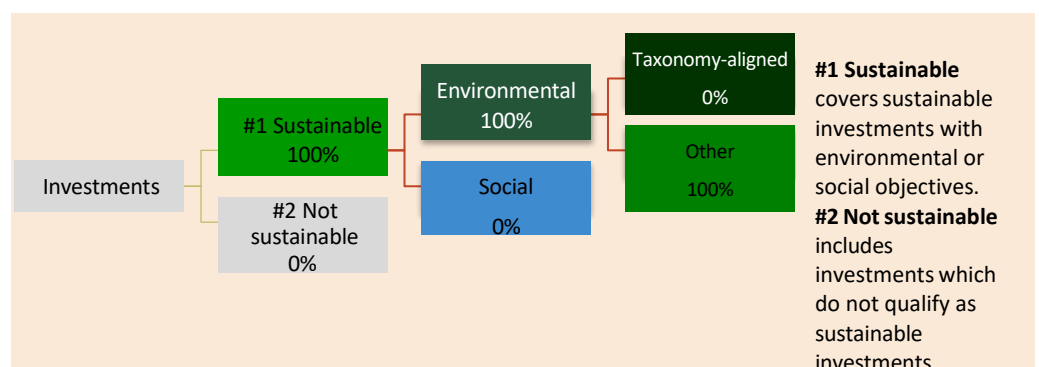 Investments
#1 Sustainable
100%
#2 Not
sustainable
0%
Environmental
100%
Social
0%
Taxonomy-aligned
0%
Other
100%
#1 Sustainable
covers sustainable
investments with
environmental or
social objectives.
#2 Not sustainable
includes
investments which
do not qualify as
sustainable
investments